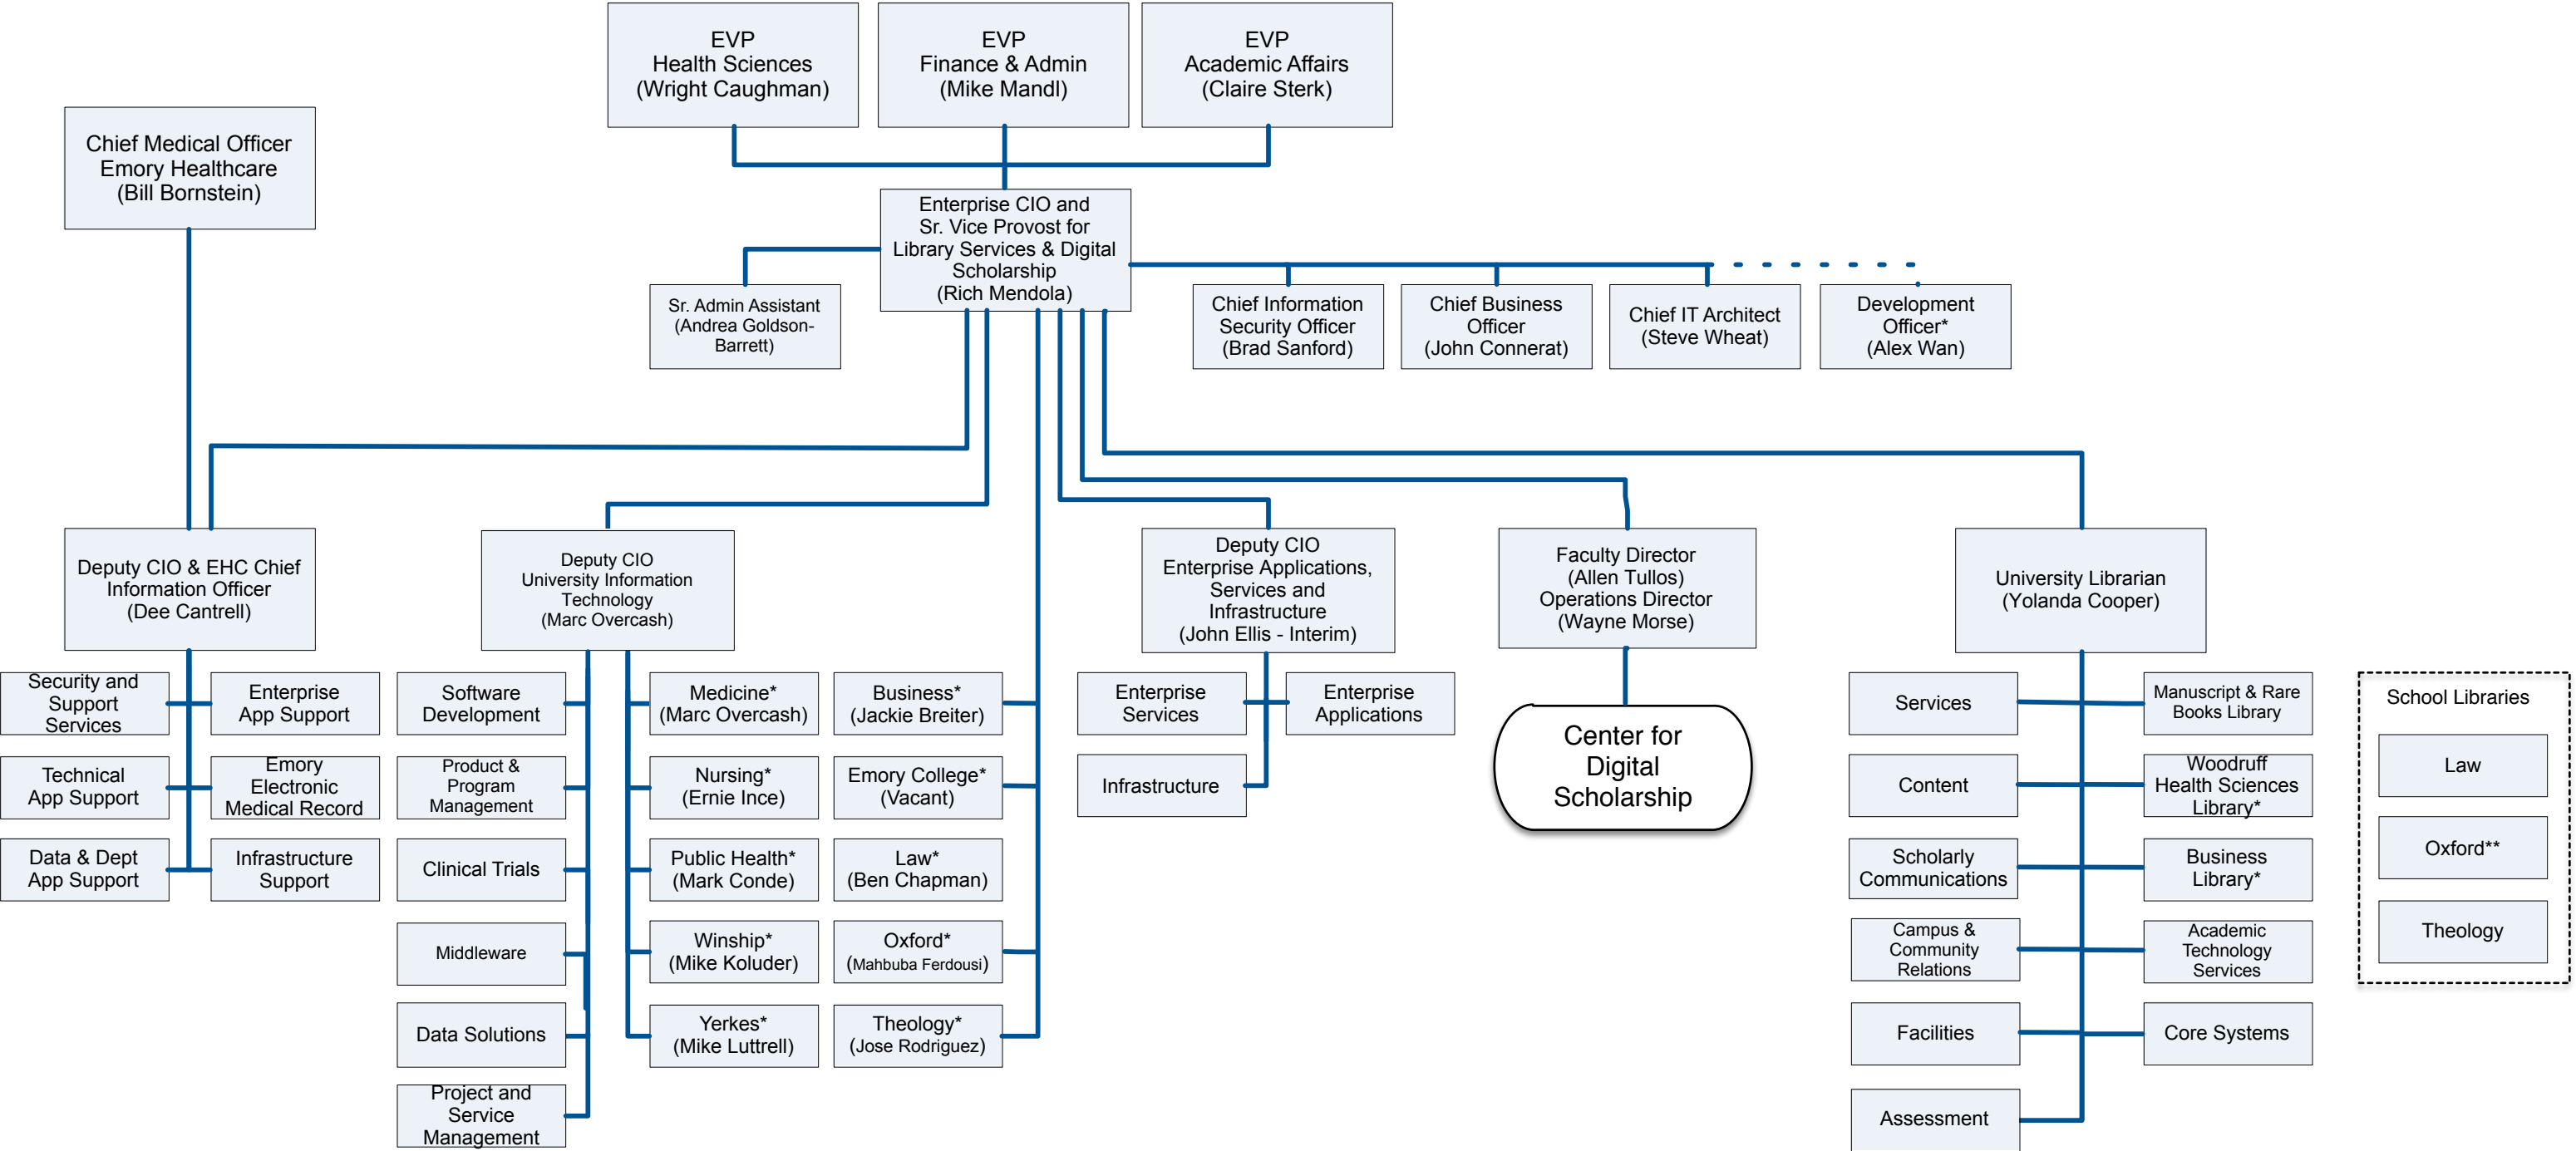 EVP
Health Sciences
(Wright Caughman)
EVP
Finance & Admin
(Mike Mandl)
EVP
Academic Affairs
(Claire Sterk)
Chief Medical Officer
Emory Healthcare
(Bill Bornstein)
Enterprise CIO and
Sr. Vice Provost for
Library Services & Digital
Scholarship
(Rich Mendola)
Sr. Admin Assistant
(Andrea Goldson-
Barrett)
Chief Information
Security Officer
(Brad Sanford)
Chief Business
Officer
(John Connerat)
Chief IT Architect
(Steve Wheat)
Development
Officer*
(Alex Wan)
Deputy CIO & EHC Chief
Information Officer
(Dee Cantrell)
Deputy CIO
University Information
Technology
(Marc Overcash)
Deputy CIO
Enterprise Applications,
Services and
Infrastructure
(John Ellis - Interim)
Faculty Director
(Allen Tullos)
Operations Director
(Wayne Morse)
University Librarian
(Yolanda Cooper)
Security and
Support
Services
Enterprise
App Support
Technical
App Support
Emory
Electronic
Medical Record
Data & Dept
App Support
Infrastructure
Support
Software
Development
Product &
Program
Management
Clinical Trials
Middleware
Data Solutions
Project and
Service
Management
Medicine*
(Marc Overcash)
Nursing*
(Ernie Ince)
Public Health*
(Mark Conde)
Winship*
(Mike Koluder)
Yerkes*
(Mike Luttrell)
Business*
(Jackie Breiter)
Emory College*
(Vacant)
Law*
(Ben Chapman)
Oxford*
(Mahbuba Ferdousi)
Theology*
(Jose Rodriguez)
Enterprise
Services
Enterprise
Applications
Infrastructure
Center for
Digital
Scholarship
Services
Manuscript & Rare
Books Library
Content
Woodruff
Health Sciences
Library*
Scholarly
Communications
Business
Library*
Campus &
Community
Relations
Academic
Technology
Services
Facilities
Core Systems
Assessment
School Libraries
Law
Oxford**
Theology